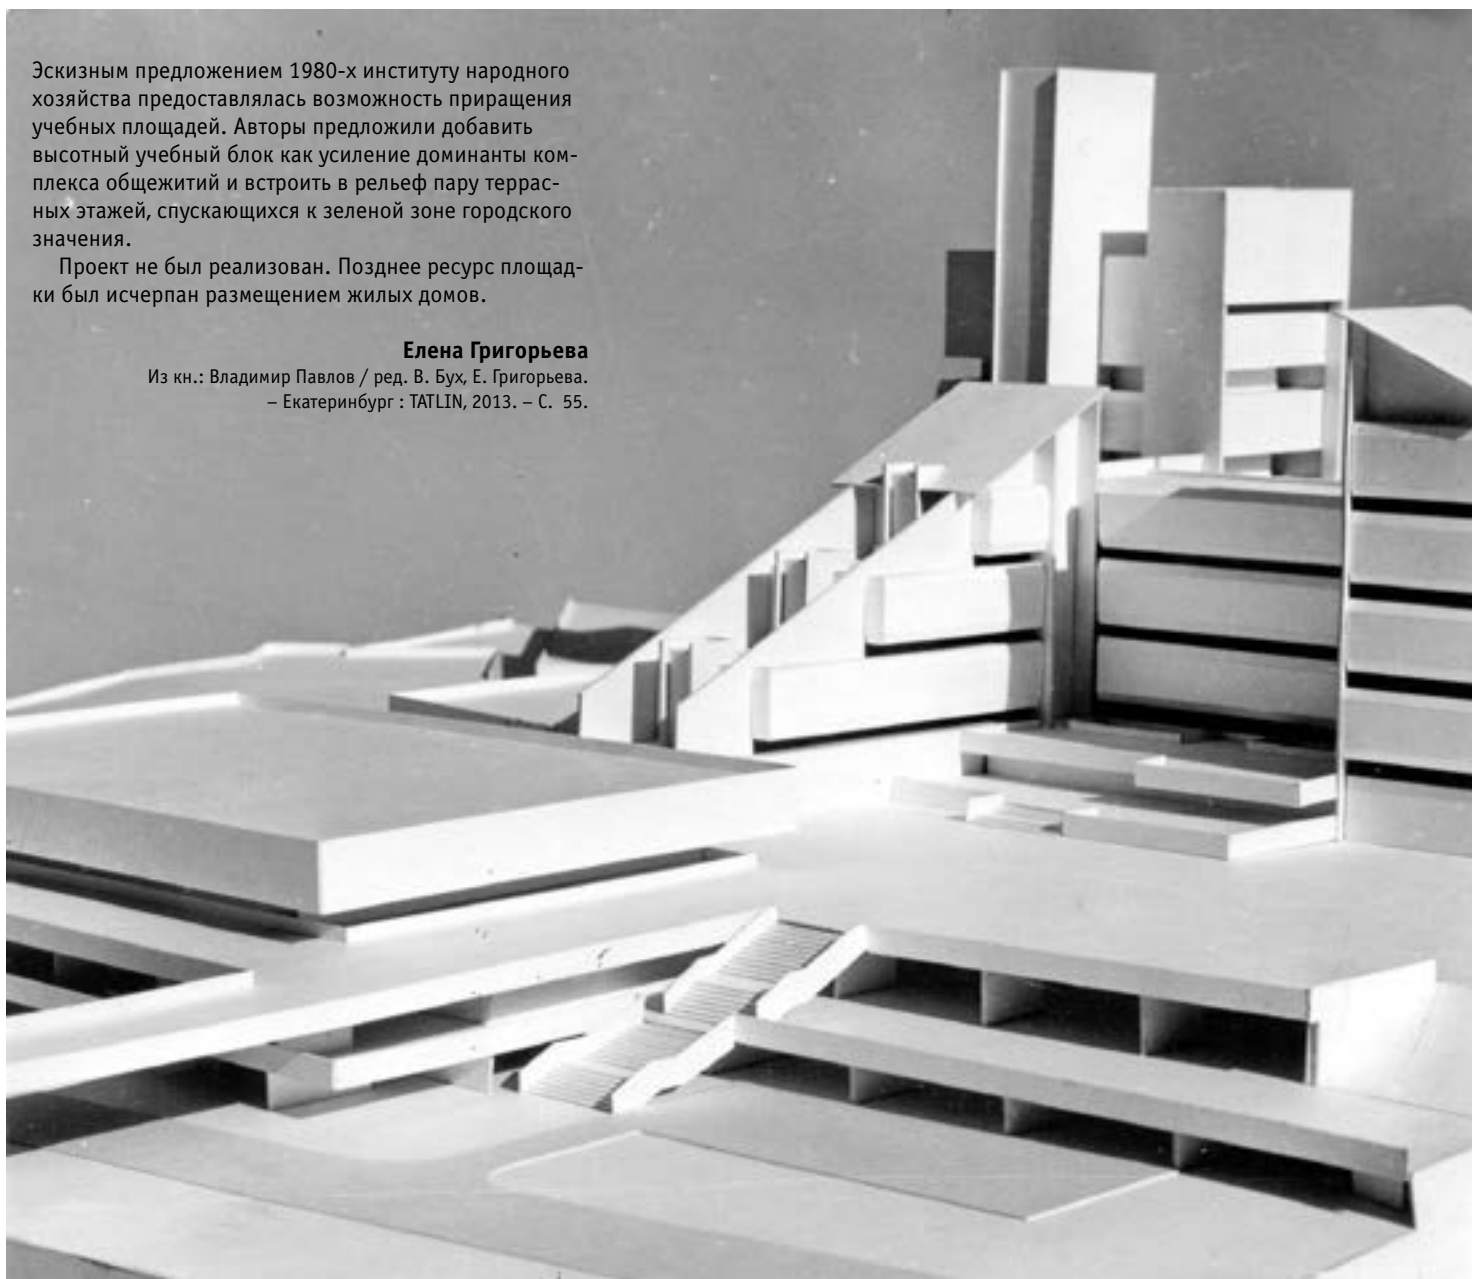 Эскизным предложением 1980-х институту народного
хозяйства предоставлялась возможность приращения
учебных площадей. Авторы предложили добавить
высотный учебный блок как усиление доминанты ком-
плекса общежитий и встроить в рельеф пару террас-
ных этажей, спускающихся к зеленой зоне городского
значения.
Проект не был реализован. Позднее ресурс площад-
ки был исчерпан размещением жилых домов.
Елена Григорьева
Из кн.: Владимир Павлов / ред. В. Бух, Е. Григорьева.
– Екатеринбург : TATLIN, 2013. – С. 55.